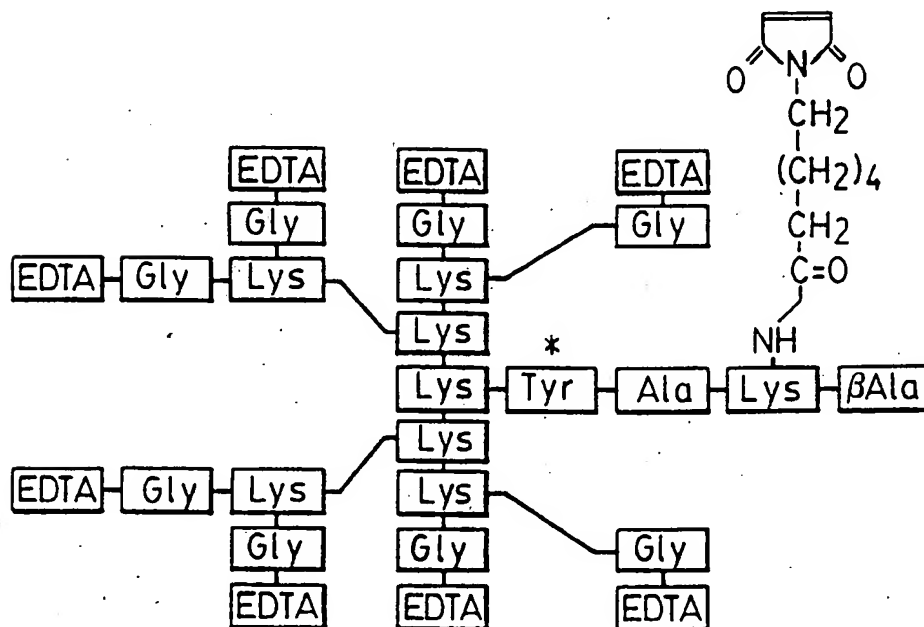 O N O
CH2
(CH2)4
CH2
C=O
NH
EDTA EDTA EDTA
Gly Gly Gly
EDTA Gly Lys Lys
Lys
*
Lys Tyr Ala Lys βAla
Lys
EDTA Gly Lys Lys
Gly Gly Gly
EDTA EDTA EDTA